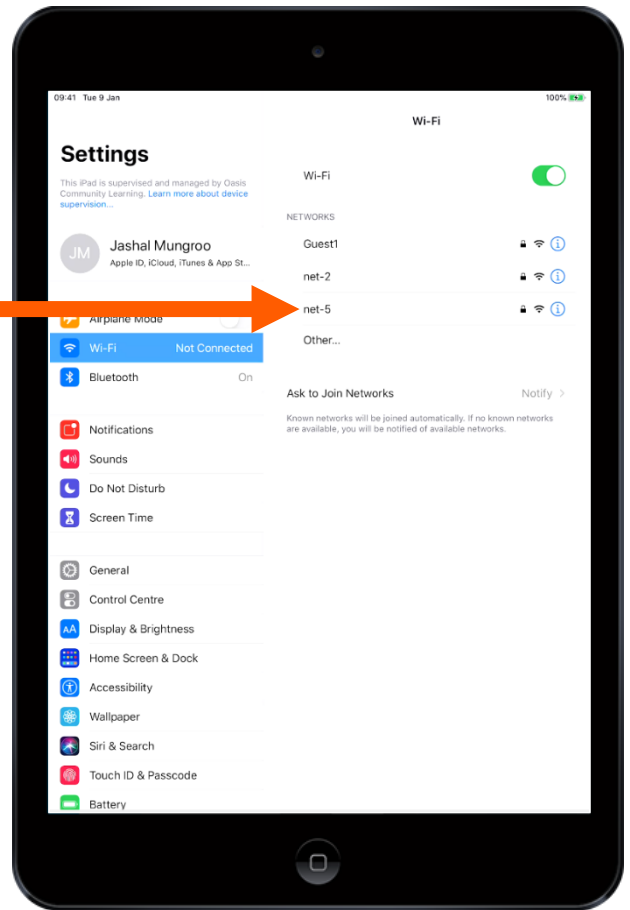 09:41 Tue 9 Jan
100%
Wi-Fi
Settings
This iPad is supervised and managed by Oasis
Community Learning. Learn more about device
supervision...
JM
Jashal Mungroo
Apple ID, iCloud, iTunes & App St...
Airplane Mode
Wi-Fi Not Connected
Bluetooth On
Notifications
Sounds
Do Not Disturb
Screen Time
General
Control Centre
AA Display & Brightness
Home Screen & Dock
Accessibility
Wallpaper
Siri & Search
Touch ID & Passcode
Battery
Wi-Fi
NETWORKS
Guest1
net-2
net-5
Other...
Ask to Join Networks Notify
Known networks will be joined automatically. If no known networks
are available, you will be notified of available networks.